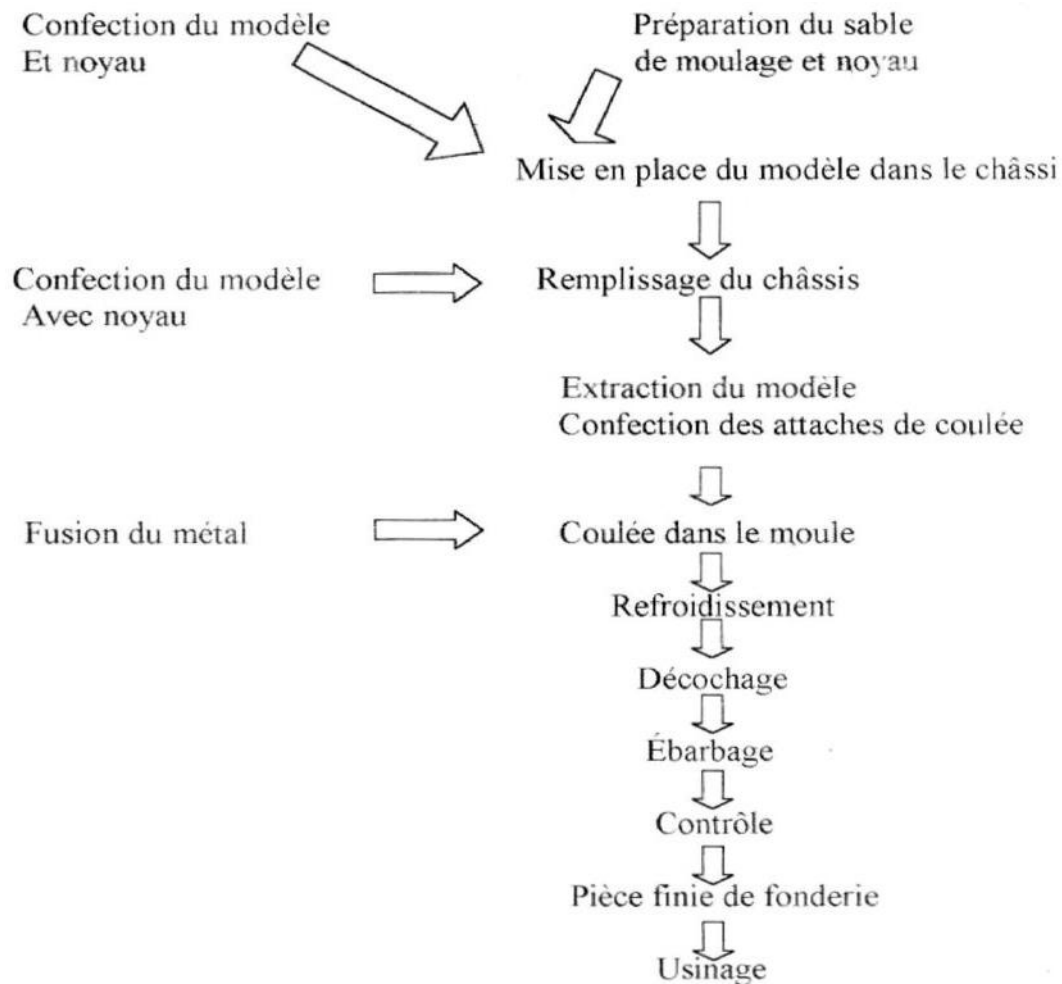 Confection du modèle
Et noyau
Préparation du sable
de moulage et noyau
Mise en place du modèle dans le châssi
Confection du modèle
Avec noyau
Remplissage du châssis
Extraction du modèle
Confection des attaches de coulée
Fusion du métal
Coulée dans le moule
Refroidissement
Décochage
Ébarbage
Contrôle
Pièce finie de fonderie
Usinage